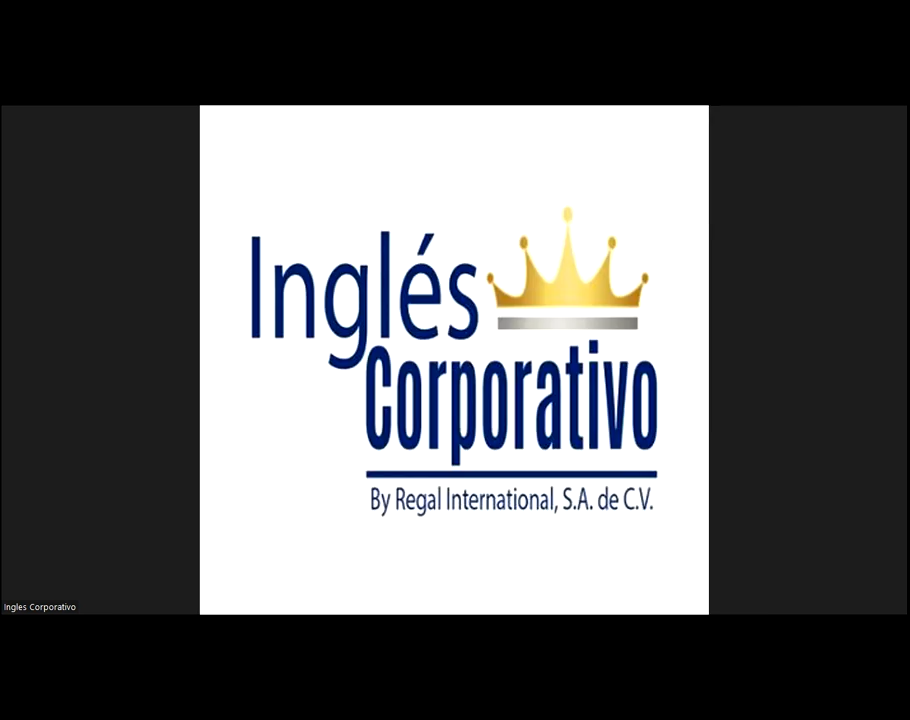 Inglés
Corporativo
By Regal International, S.A. de C.V.
Ingles Corporativo